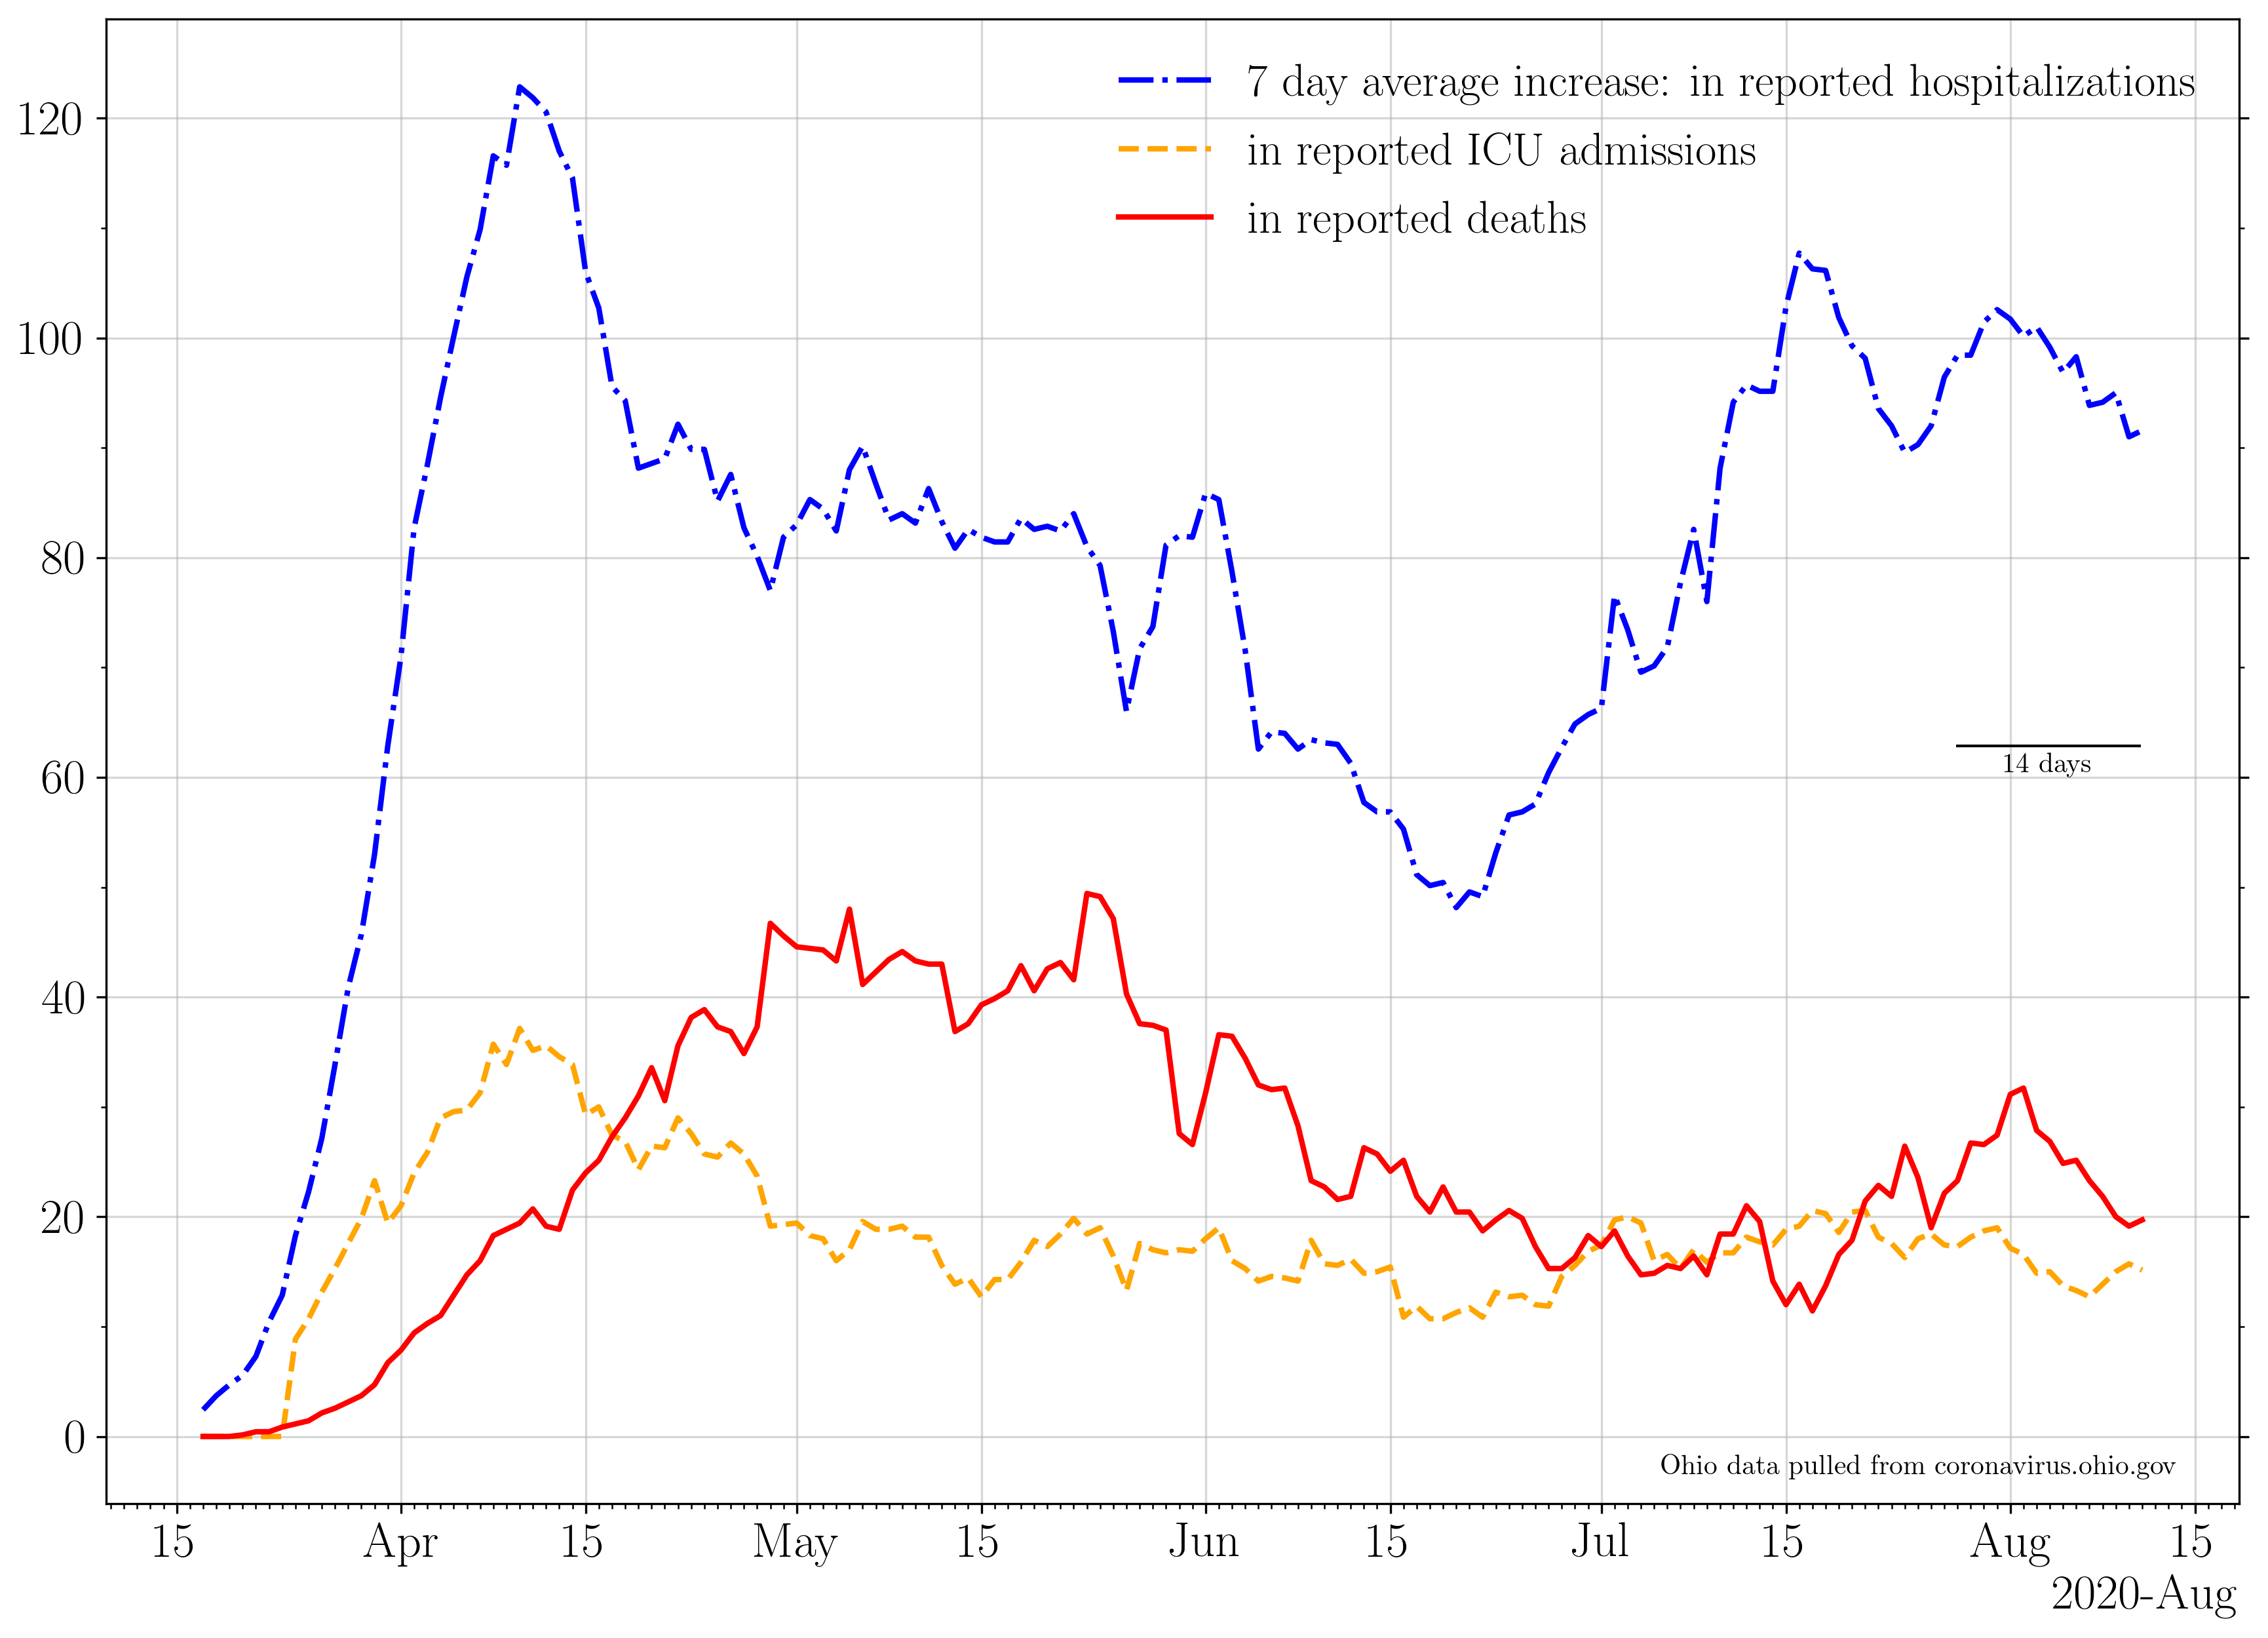 7 day average increase: in reported hospitalizations
in reported ICU admissions
in reported deaths
120
100
80
60
40
20
0
14 days
Ohio data pulled from coronavirus.ohio.gov
15 Apr 15 May 15 Jun 15 Jul 15 Aug 15
2020-Aug